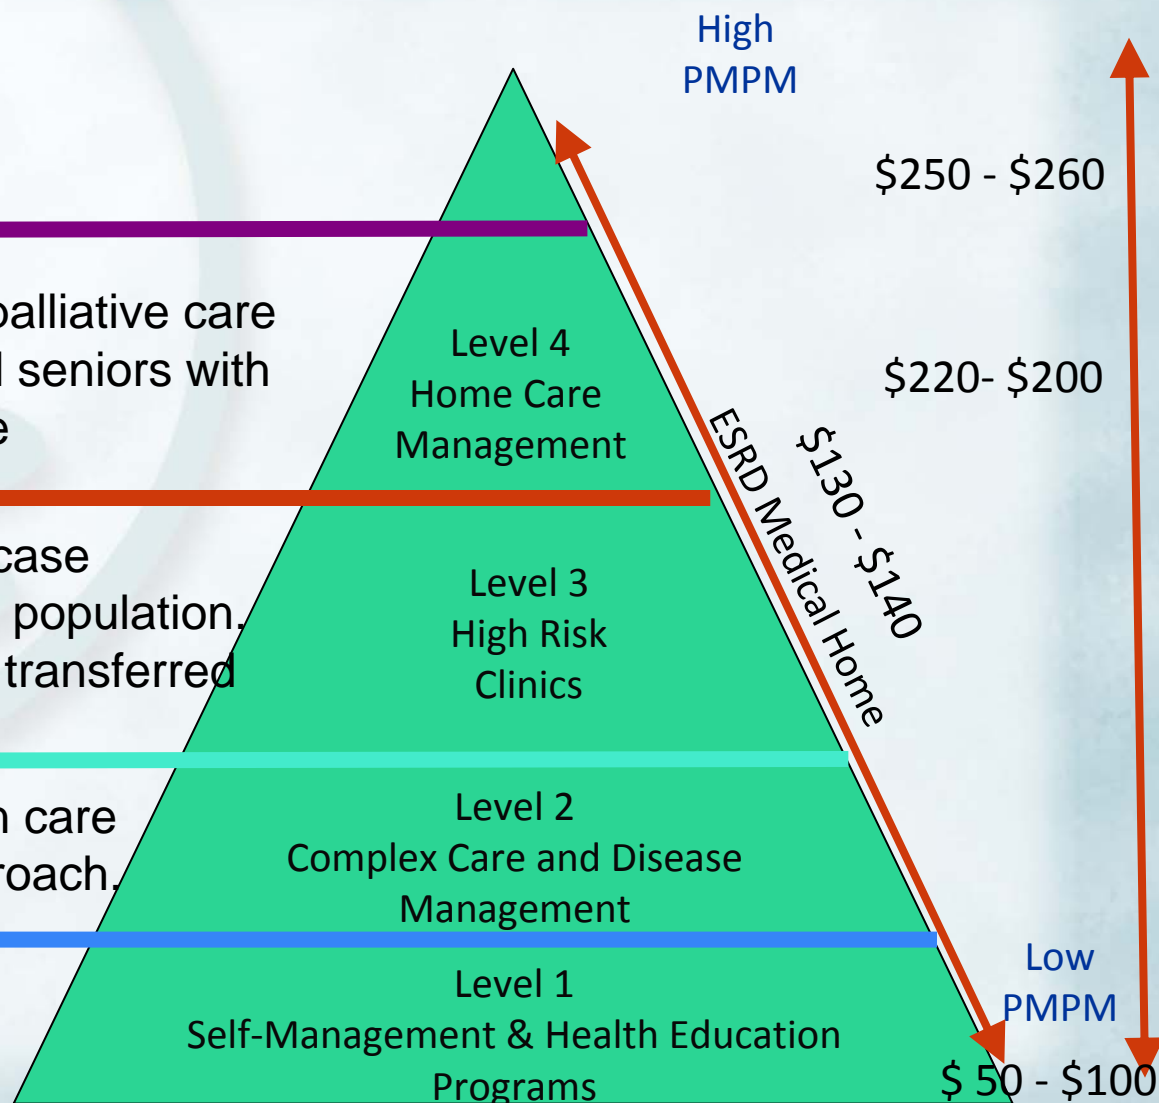 High
PMPM
$250 - $260
care
seniors with
Level 4
Home Care
Management
$220- $200
ESRD Medical Home
$130 - $140
case
population.
transferred
Level 3
High Risk
Clinics
care
Level 2
Complex Care and Disease
Management
Low
PMPM
Level 1
Self-Management & Health Education
Programs
$ 50 - $100